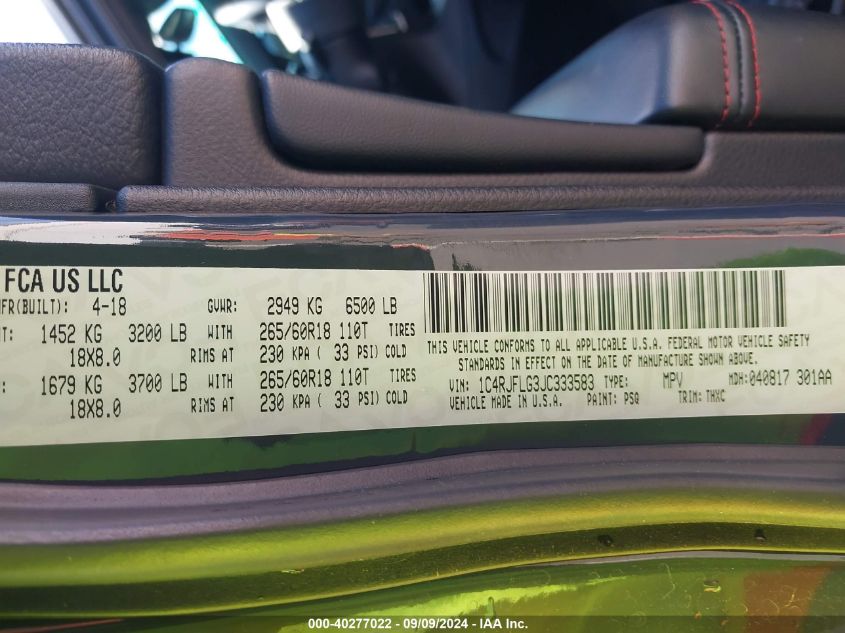 FCA US LLC
MFR(BUILT): 4-18 GVWR: 2949 KG 6500 LB
1452 KG 3200 LB WITH 265/60R18 110T TIRES
18X8.0 RIMS AT 230 KPA ( 33 PSI) COLD
1679 KG 3700 LB WITH 265/60R18 110T TIRES
18X8.0 RIMS AT 230 KPA ( 33 PSI) COLD
THIS VEHICLE CONFORMS TO ALL APPLICABLE U.S.A. FEDERAL MOTOR VEHICLE SAFETY
STANDARDS IN EFFECT ON THE DATE OF MANUFACTURE SHOWN ABOVE.
VIN: 1C4RJFLG3JC333583 TYPE: MPV MDH:040817 301AA
VEHICLE MADE IN U.S.A. PAINT: PSQ TRIM: THXC
000-40277022 - 09/09/2024 - IAA Inc.